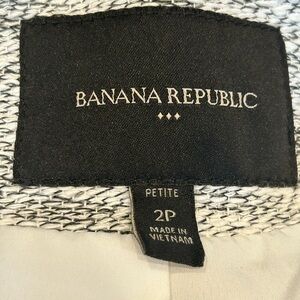 BANANA REPUBLIC
PETITE
2P
MADE IN
VIETNAM